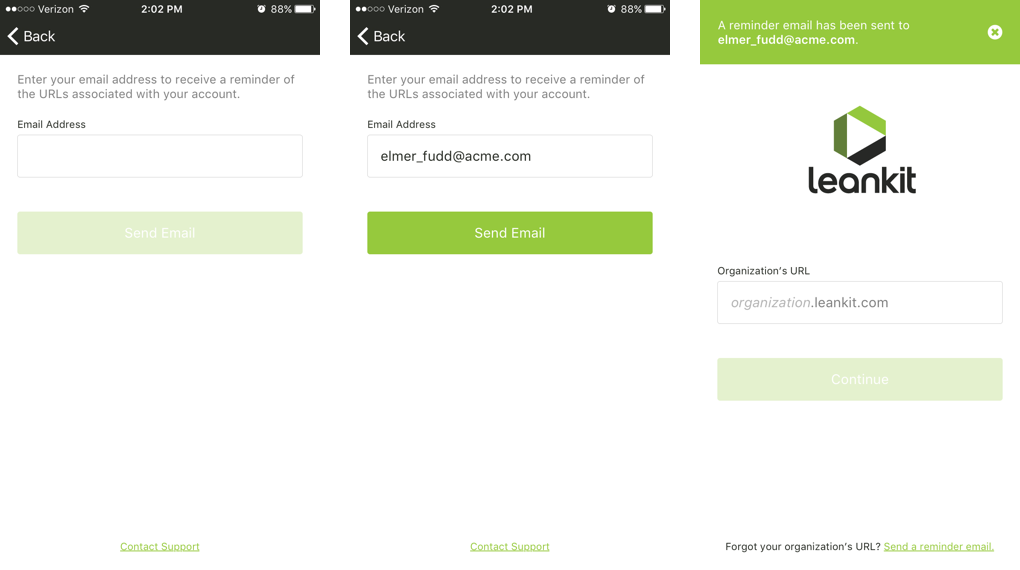 Verizon 2:02 PM 88%
Back
Enter your email address to receive a reminder of
the URLs associated with your account.
Email Address
Send Email
Contact Support
Verizon 2:02 PM 88%
Back
Enter your email address to receive a reminder of
the URLs associated with your account.
Email Address
elmer_fudd@acme.com
Send Email
Contact Support
A reminder email has been sent to
elmer_fudd@acme.com.
leankit
Organization's URL
organization.leankit.com
Continue
Forgot your organization's URL? Send a reminder email.